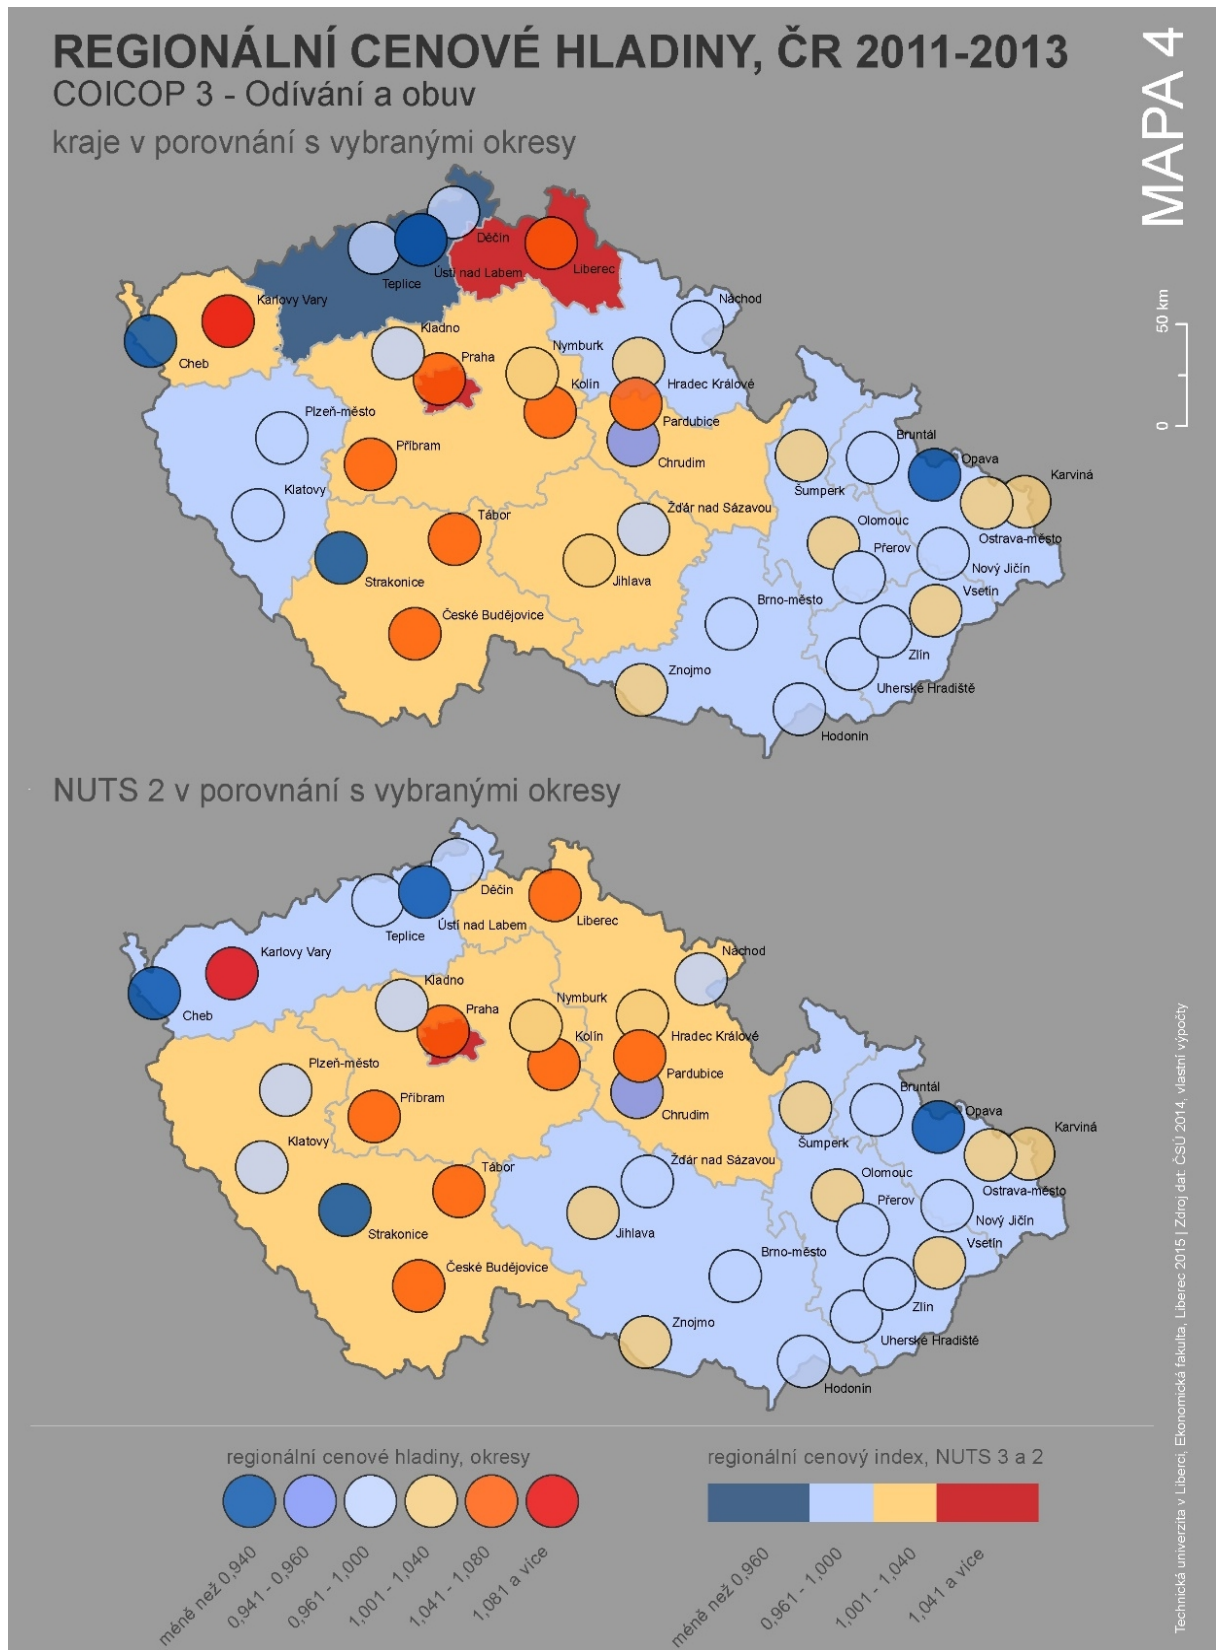 REGIONÁLNÍ CENOVÉ HLADINY, ČR 2011-2013
COICOP 3 - Odívání a obuv
kraje v porovnání s vybranými okresy
MAPA 4
50 km
0
Děčín
Ústí nad Labem
Teplice
Liberec
Karlovy Vary
Cheb
Náchod
Kladno
Praha
Nymburk
Kolín
Hradec Králové
Pardubice
Chrudim
Plzeň-město
Příbram
Klatovy
Tábor
Strakonice
České Budějovice
Žďár nad Sázavou
Jihlava
Bruntál
Opava
Karviná
Šumperk
Ostrava-město
Olomouc
Přerov
Nový Jičín
Vsetín
Brno-město
Zlín
Uherské Hradiště
Znojmo
Hodonín
NUTS 2 v porovnání s vybranými okresy
Děčín
Ústí nad Labem
Teplice
Liberec
Karlovy Vary
Cheb
Náchod
Kladno
Praha
Nymburk
Kolín
Hradec Králové
Pardubice
Chrudim
Plzeň-město
Příbram
Klatovy
Tábor
Strakonice
České Budějovice
Žďár nad Sázavou
Jihlava
Bruntál
Opava
Karviná
Šumperk
Ostrava-město
Olomouc
Přerov
Nový Jičín
Vsetín
Brno-město
Zlín
Uherské Hradiště
Znojmo
Hodonín
regionální cenové hladiny, okresy
méně než 0,940
0,941 - 0,960
0,961 - 1,000
1,001 - 1,040
1,041 - 1,080
1,081 a více
regionální cenový index, NUTS 3 a 2
méně než 0,960
0,961 - 1,000
1,001 - 1,040
1,041 a více
Technická univerzita v Liberci, Ekonomická fakulta, Liberec 2015 | Zdroj dat: ČSÚ 2014, vlastní výpočty